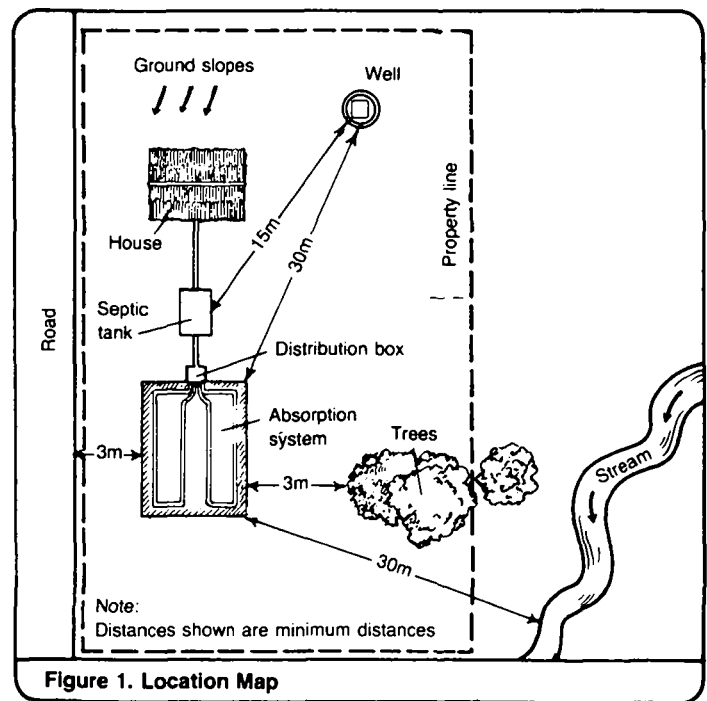 Ground slopes
Well
House
15m
30m
Property line
Septic
tank
Road
Distribution box
Absorption
system
3m
Trees
3m
Stream
30m
Note:
Distances shown are minimum distances
Figure 1. Location Map